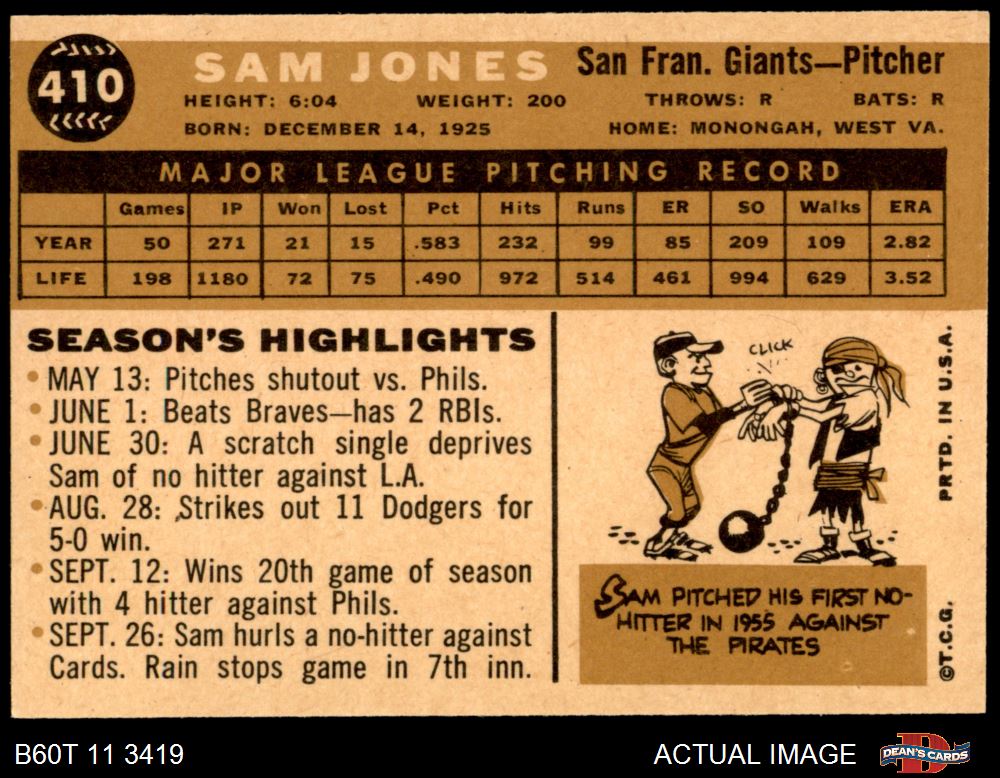 410
SAM JONES San Fran. Giants—Pitcher
HEIGHT: 6:04 WEIGHT: 200 THROWS: R BATS: R
BORN: DECEMBER 14, 1925 HOME: MONONGAH, WEST VA.
MAJOR LEAGUE PITCHING RECORD
Games IP Won Lost Pct Hits Runs ER SO Walks ERA
YEAR 50 271 21 15 .583 232 99 85 209 109 2.82
LIFE 198 1180 72 75 .490 972 514 461 994 629 3.52
SEASON'S HIGHLIGHTS
• MAY 13: Pitches shutout vs. Phils.
• JUNE 1: Beats Braves—has 2 RBIs.
• JUNE 30: A scratch single deprives
Sam of no hitter against L.A.
• AUG. 28: Strikes out 11 Dodgers for
5-0 win.
• SEPT. 12: Wins 20th game of season
with 4 hitter against Phils.
• SEPT. 26: Sam hurls a no-hitter against
Cards. Rain stops game in 7th inn.
CLICK
SAM PITCHED HIS FIRST NO-
HITTER IN 1955 AGAINST
THE PIRATES
©T.C.G. PRTD. IN U.S.A.
B60T 11 3419 ACTUAL IMAGE
D
DEAN'S CARDS